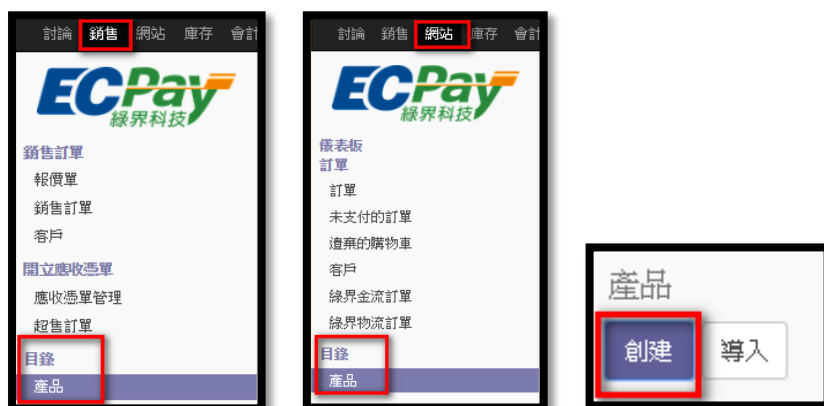 討論 銷售 網站 庫存 會計
ECPay
綠界科技
銷售訂單
報價單
銷售訂單
客戶
開立應收憑單
應收憑單管理
超售訂單
目錄
產品
討論 銷售 網站 庫存 會計
ECPay
綠界科技
儀表板
訂單
訂單
未支付的訂單
遺棄的購物車
客戶
綠界金流訂單
綠界物流訂單
目錄
產品
產品
創建 導入